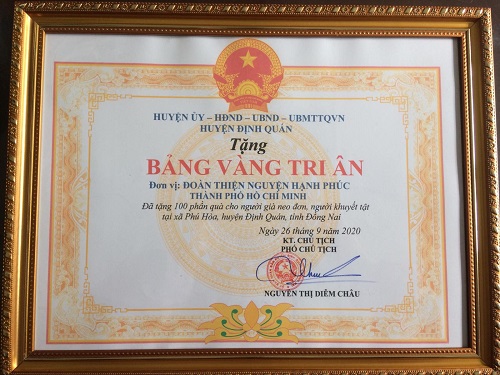 HUYỆN ỦY – HĐND – UBND – UBMTTQVN
HUYỆN ĐỊNH QUÁN
Tặng
BẢNG VÀNG TRI ÂN
Đơn vị: ĐOÀN THIỆN NGUYỆN HẠNH PHÚC
THÀNH PHỐ HỒ CHÍ MINH
Đã tặng 100 phần quà cho người già neo đơn, người khuyết tật
tại xã Phú Hòa, huyện Định Quán, tỉnh Đồng Nai
Ngày 26 tháng 9 năm 2020
KT. CHỦ TỊCH
PHÓ CHỦ TỊCH
NGUYỄN THỊ DIỄM CHÂU